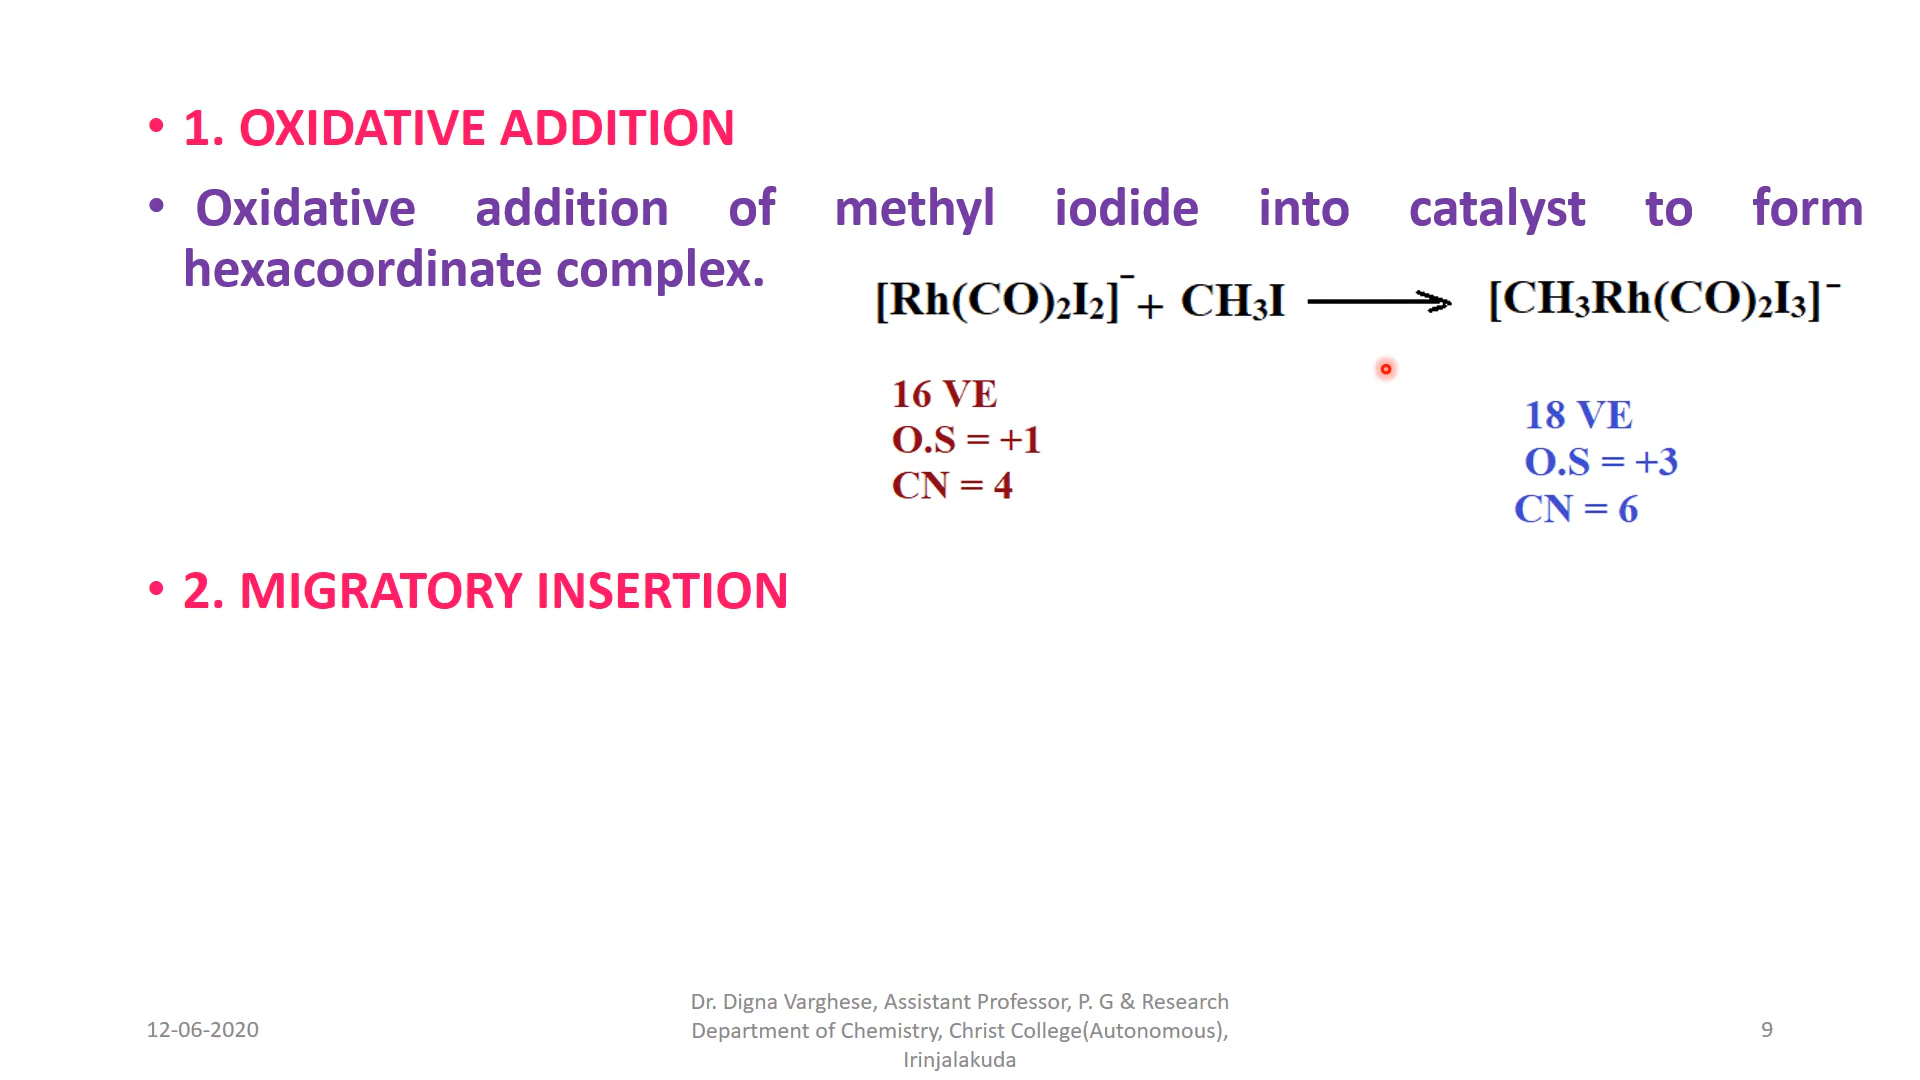 • 1. OXIDATIVE ADDITION
• Oxidative addition of methyl iodide into catalyst to form
hexacoordinate complex.
[Rh(CO)₂I₂]⁻ + CH₃I ⟶ [CH₃Rh(CO)₂I₃]⁻
16 VE
O.S = +1
CN = 4
18 VE
O.S = +3
CN = 6
• 2. MIGRATORY INSERTION
12-06-2020
Dr. Digna Varghese, Assistant Professor, P. G & Research
Department of Chemistry, Christ College(Autonomous),
Irinjalakuda
9